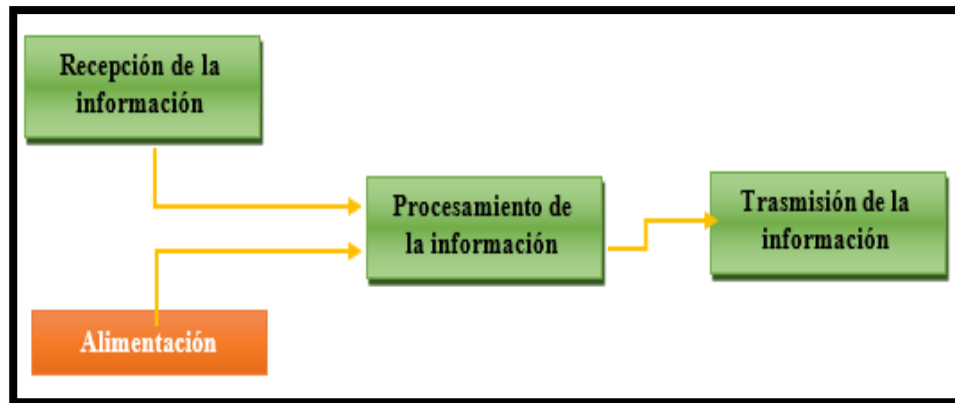 Recepción de la
información
Procesamiento de
la información
Trasmisión de la
información
Alimentación